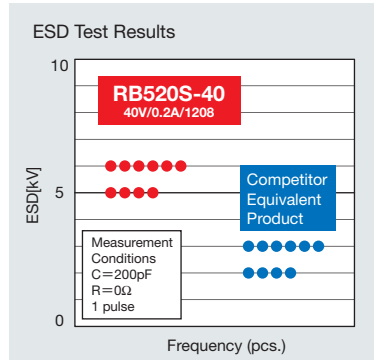 ESD Test Results
10
RB520S-40
40V/0.2A/1208
ESD[kV]
5
Competitor
Equivalent
Product
Measurement
Conditions
C=200pF
R=0Ω
1 pulse
0
Frequency (pcs.)